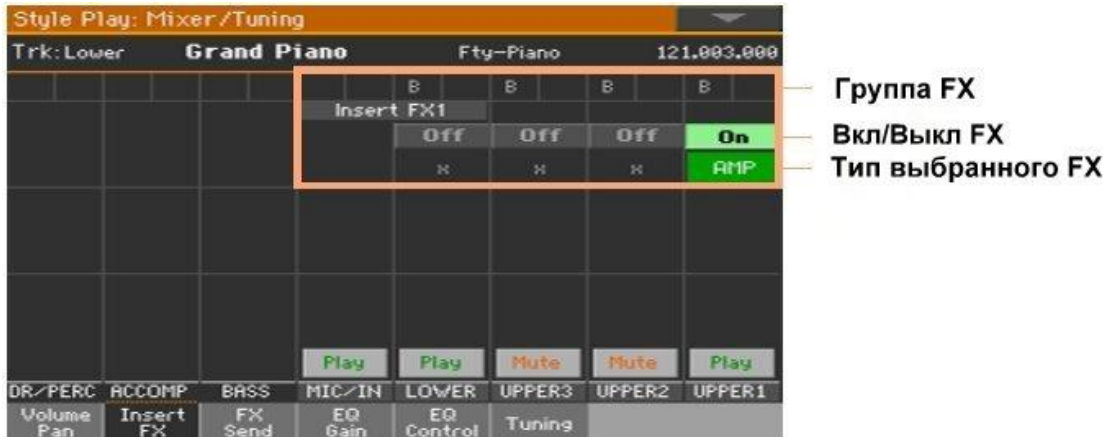 Style Play: Mixer/Tuning
Trk:Lower Grand Piano Fty-Piano 121.003.000
B B B B Группа FX
Insert FX1
Off Off Off On Вкл/Выкл FX
x x x AMP Тип выбранного FX
Play Play Mute Mute Play
DR/PERC ACCOMP BASS MIC/IN LOWER UPPER3 UPPER2 UPPER1
Volume Pan Insert FX FX Send EQ Gain EQ Control Tuning